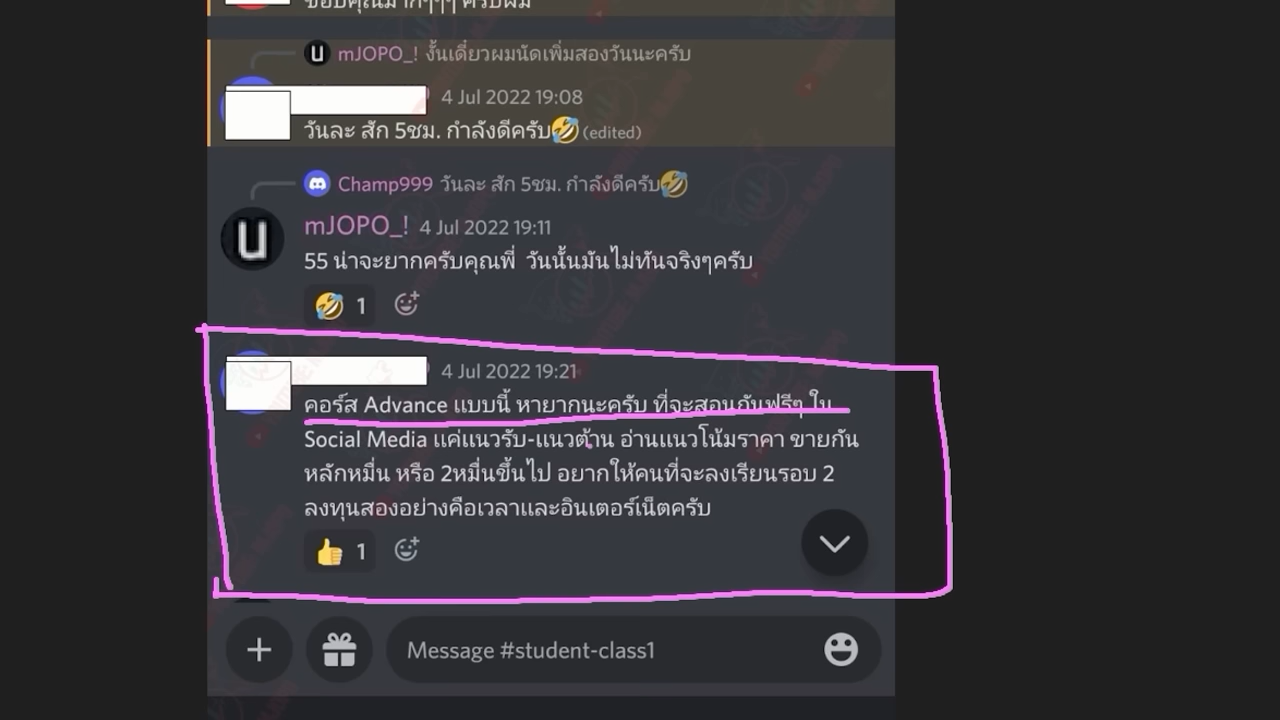 ขอบคุณมากๆๆๆ ครับผม
mJOPO_! งั้นเดี๋ยวผมนัดเพิ่มสองวันนะครับ
4 Jul 2022 19:08
วันละ สัก 5ชม. กำลังดีครับ🤣 (edited)
Champ999 วันละ สัก 5ชม. กำลังดีครับ🤣
mJOPO_! 4 Jul 2022 19:11
55 น่าจะยากครับคุณพี่ วันนั้นมันไม่ทันจริงๆครับ
🤣 1
4 Jul 2022 19:21
คอร์ส Advance แบบนี้ หายากนะครับ ที่จะสอนกันฟรีๆ ใน
Social Media แค่แนวรับ-แนวต้าน อ่านแนวโน้มราคา ขายกัน
หลักหมื่น หรือ 2หมื่นขึ้นไป อยากให้คนที่จะลงเรียนรอบ 2
ลงทุนสองอย่างคือเวลาและอินเตอร์เน็ตครับ
👍 1
Message #student-class1